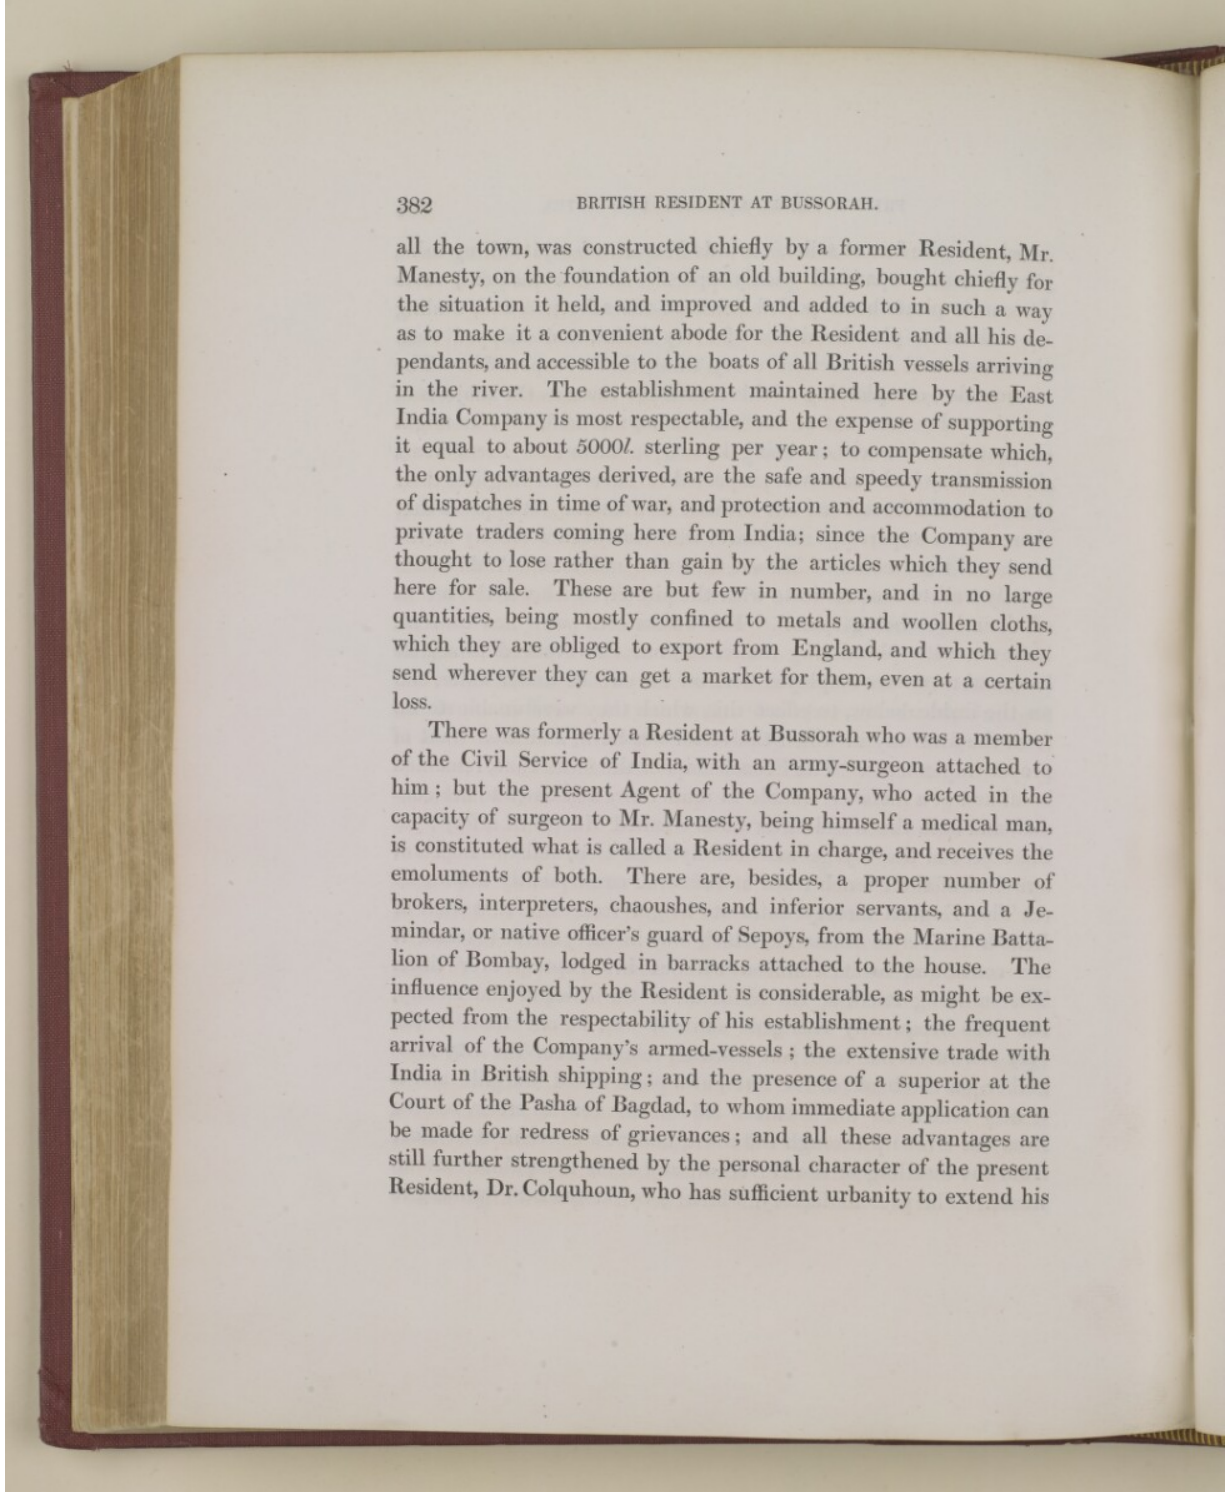 382 BRITISH RESIDENT AT BUSSORAH.
all the town, was constructed chiefly by a former Resident, Mr.
Manesty, on the foundation of an old building, bought chiefly for
the situation it held, and improved and added to in such a way
as to make it a convenient abode for the Resident and all his de-
pendants, and accessible to the boats of all British vessels arriving
in the river. The establishment maintained here by the East
India Company is most respectable, and the expense of supporting
it equal to about 5000l. sterling per year; to compensate which,
the only advantages derived, are the safe and speedy transmission
of dispatches in time of war, and protection and accommodation to
private traders coming here from India; since the Company are
thought to lose rather than gain by the articles which they send
here for sale. These are but few in number, and in no large
quantities, being mostly confined to metals and woollen cloths,
which they are obliged to export from England, and which they
send wherever they can get a market for them, even at a certain
loss.
There was formerly a Resident at Bussorah who was a member
of the Civil Service of India, with an army-surgeon attached to
him; but the present Agent of the Company, who acted in the
capacity of surgeon to Mr. Manesty, being himself a medical man,
is constituted what is called a Resident in charge, and receives the
emoluments of both. There are, besides, a proper number of
brokers, interpreters, chaoushes, and inferior servants, and a Je-
mindar, or native officer's guard of Sepoys, from the Marine Batta-
lion of Bombay, lodged in barracks attached to the house. The
influence enjoyed by the Resident is considerable, as might be ex-
pected from the respectability of his establishment; the frequent
arrival of the Company's armed-vessels; the extensive trade with
India in British shipping; and the presence of a superior at the
Court of the Pasha of Bagdad, to whom immediate application can
be made for redress of grievances; and all these advantages are
still further strengthened by the personal character of the present
Resident, Dr. Colquhoun, who has sufficient urbanity to extend his